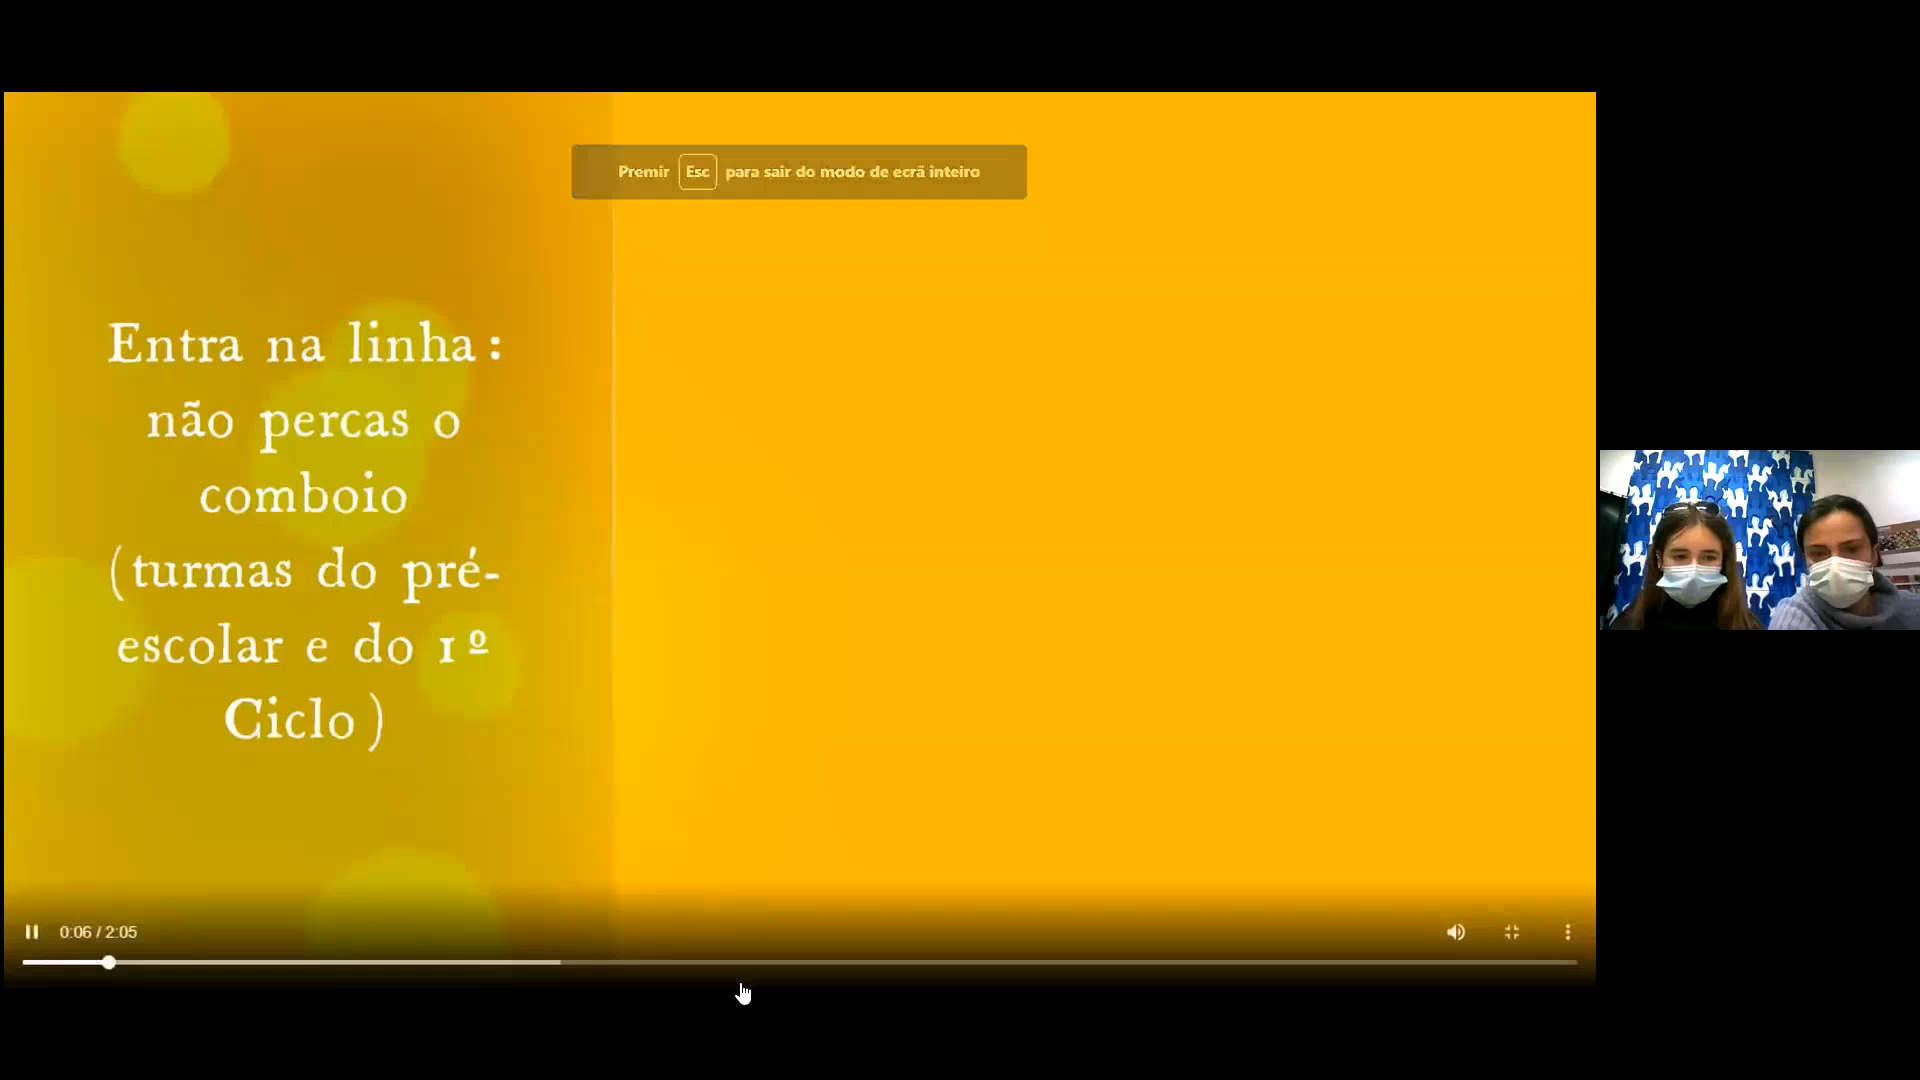 Premir Esc para sair do modo de ecrã inteiro
Entra na linha:
não percas o
comboio
(turmas do pré-
escolar e do 1º
Ciclo)
0:06 / 2:05